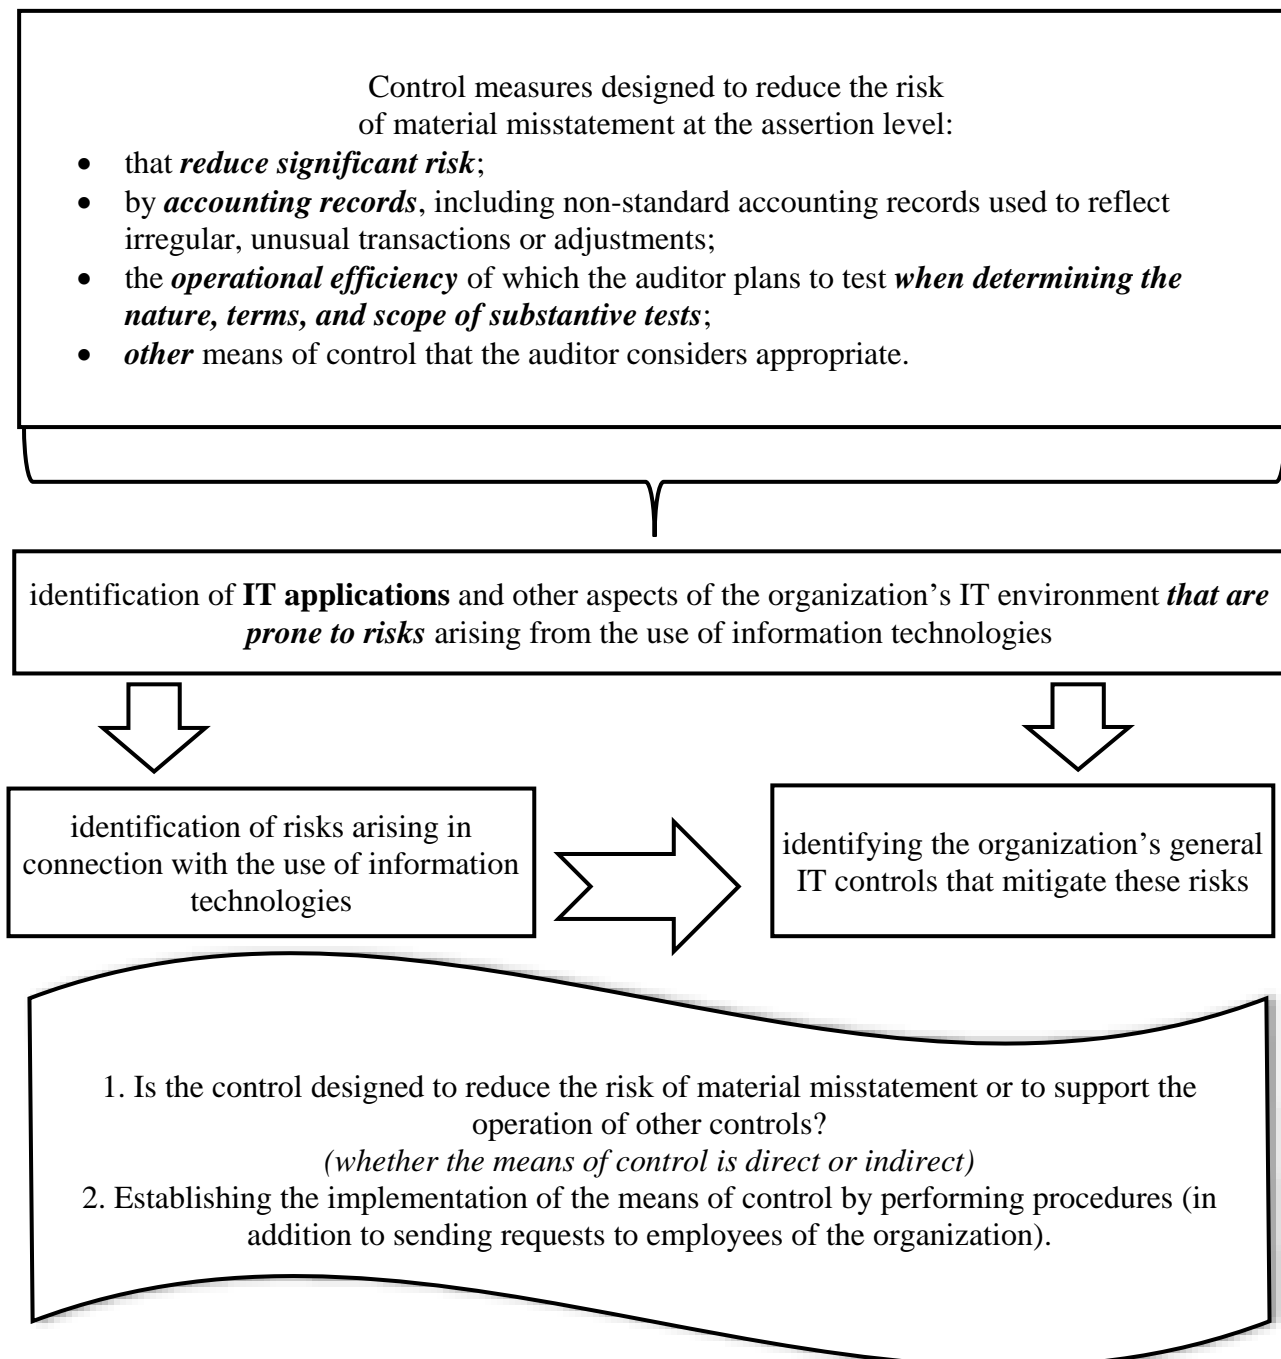 Control measures designed to reduce the risk
of material misstatement at the assertion level:
• that reduce significant risk;
• by accounting records, including non-standard accounting records used to reflect
irregular, unusual transactions or adjustments;
• the operational efficiency of which the auditor plans to test when determining the
nature, terms, and scope of substantive tests;
• other means of control that the auditor considers appropriate.
identification of IT applications and other aspects of the organization’s IT environment that are
prone to risks arising from the use of information technologies
identification of risks arising in
connection with the use of information
technologies
identifying the organization’s general
IT controls that mitigate these risks
1. Is the control designed to reduce the risk of material misstatement or to support the
operation of other controls?
(whether the means of control is direct or indirect)
2. Establishing the implementation of the means of control by performing procedures (in
addition to sending requests to employees of the organization).